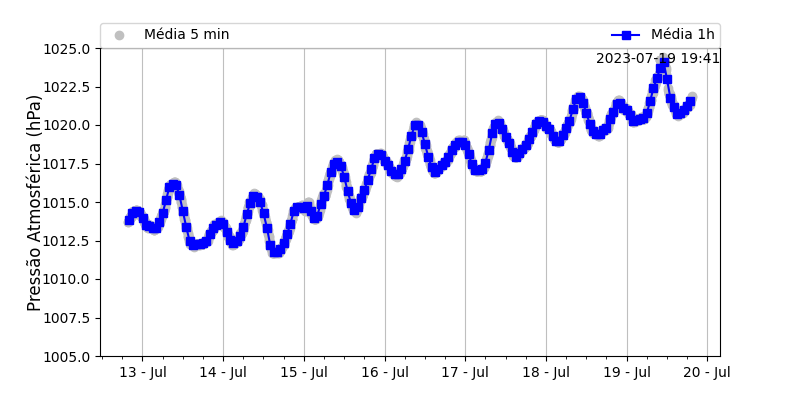 Média 5 min
Média 1h
2023-07-19 19:41
Pressão Atmosférica (hPa)
1025.0
1022.5
1020.0
1017.5
1015.0
1012.5
1010.0
1007.5
1005.0
13 - Jul
14 - Jul
15 - Jul
16 - Jul
17 - Jul
18 - Jul
19 - Jul
20 - Jul